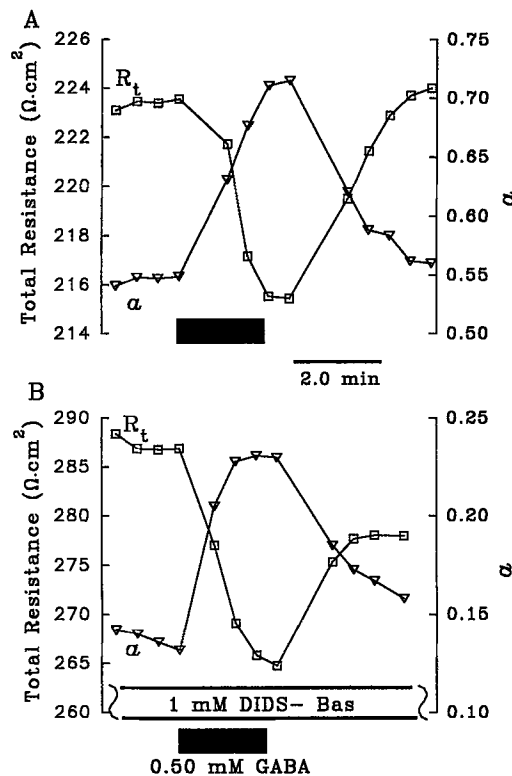 A
226
224
222
220
218
216
214
Total Resistance (Ω·cm²)
R_t
a
0.75
0.70
0.65
0.60
0.55
0.50
a
2.0 min
B
290
285
280
275
270
265
260
Total Resistance (Ω·cm²)
R_t
a
0.25
0.20
0.15
0.10
a
1 mM DIDS– Bas
0.50 mM GABA